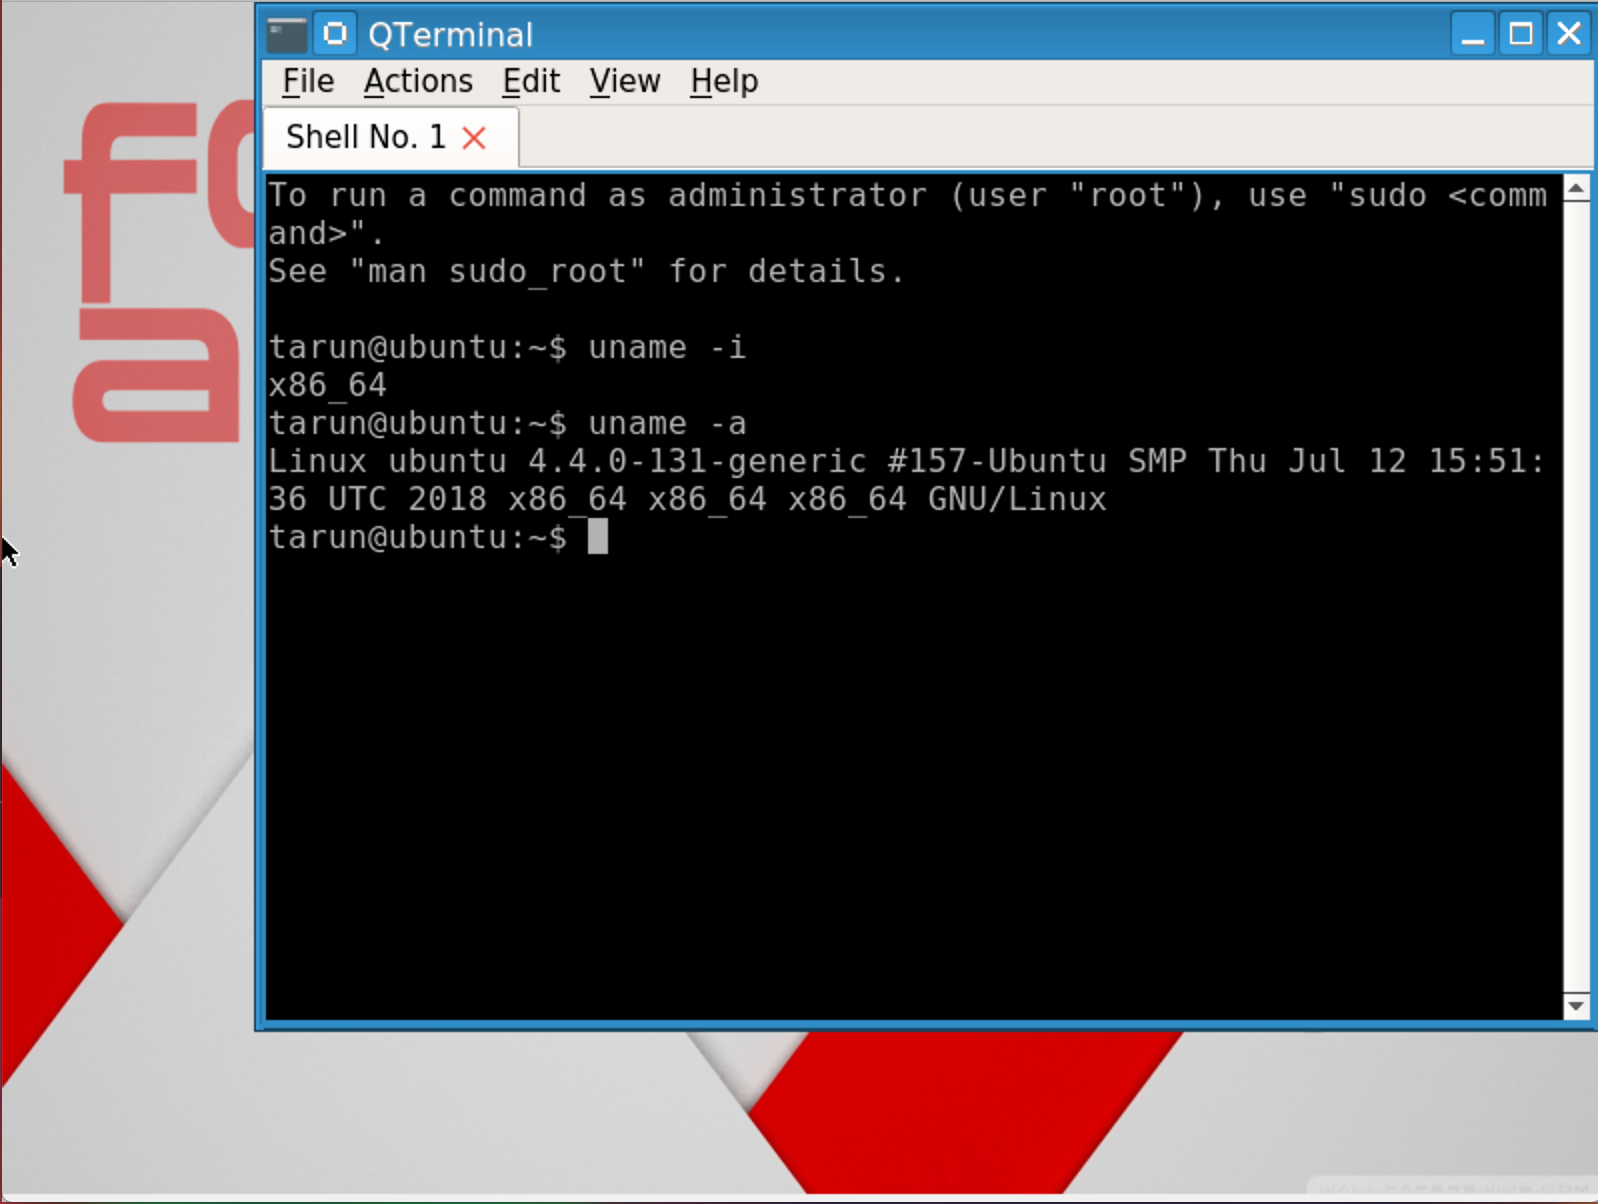 QTerminal
File Actions Edit View Help
Shell No. 1
To run a command as administrator (user "root"), use "sudo <comm
and>".
See "man sudo_root" for details.
tarun@ubuntu:~$ uname -i
x86_64
tarun@ubuntu:~$ uname -a
Linux ubuntu 4.4.0-131-generic #157-Ubuntu SMP Thu Jul 12 15:51:
36 UTC 2018 x86_64 x86_64 x86_64 GNU/Linux
tarun@ubuntu:~$